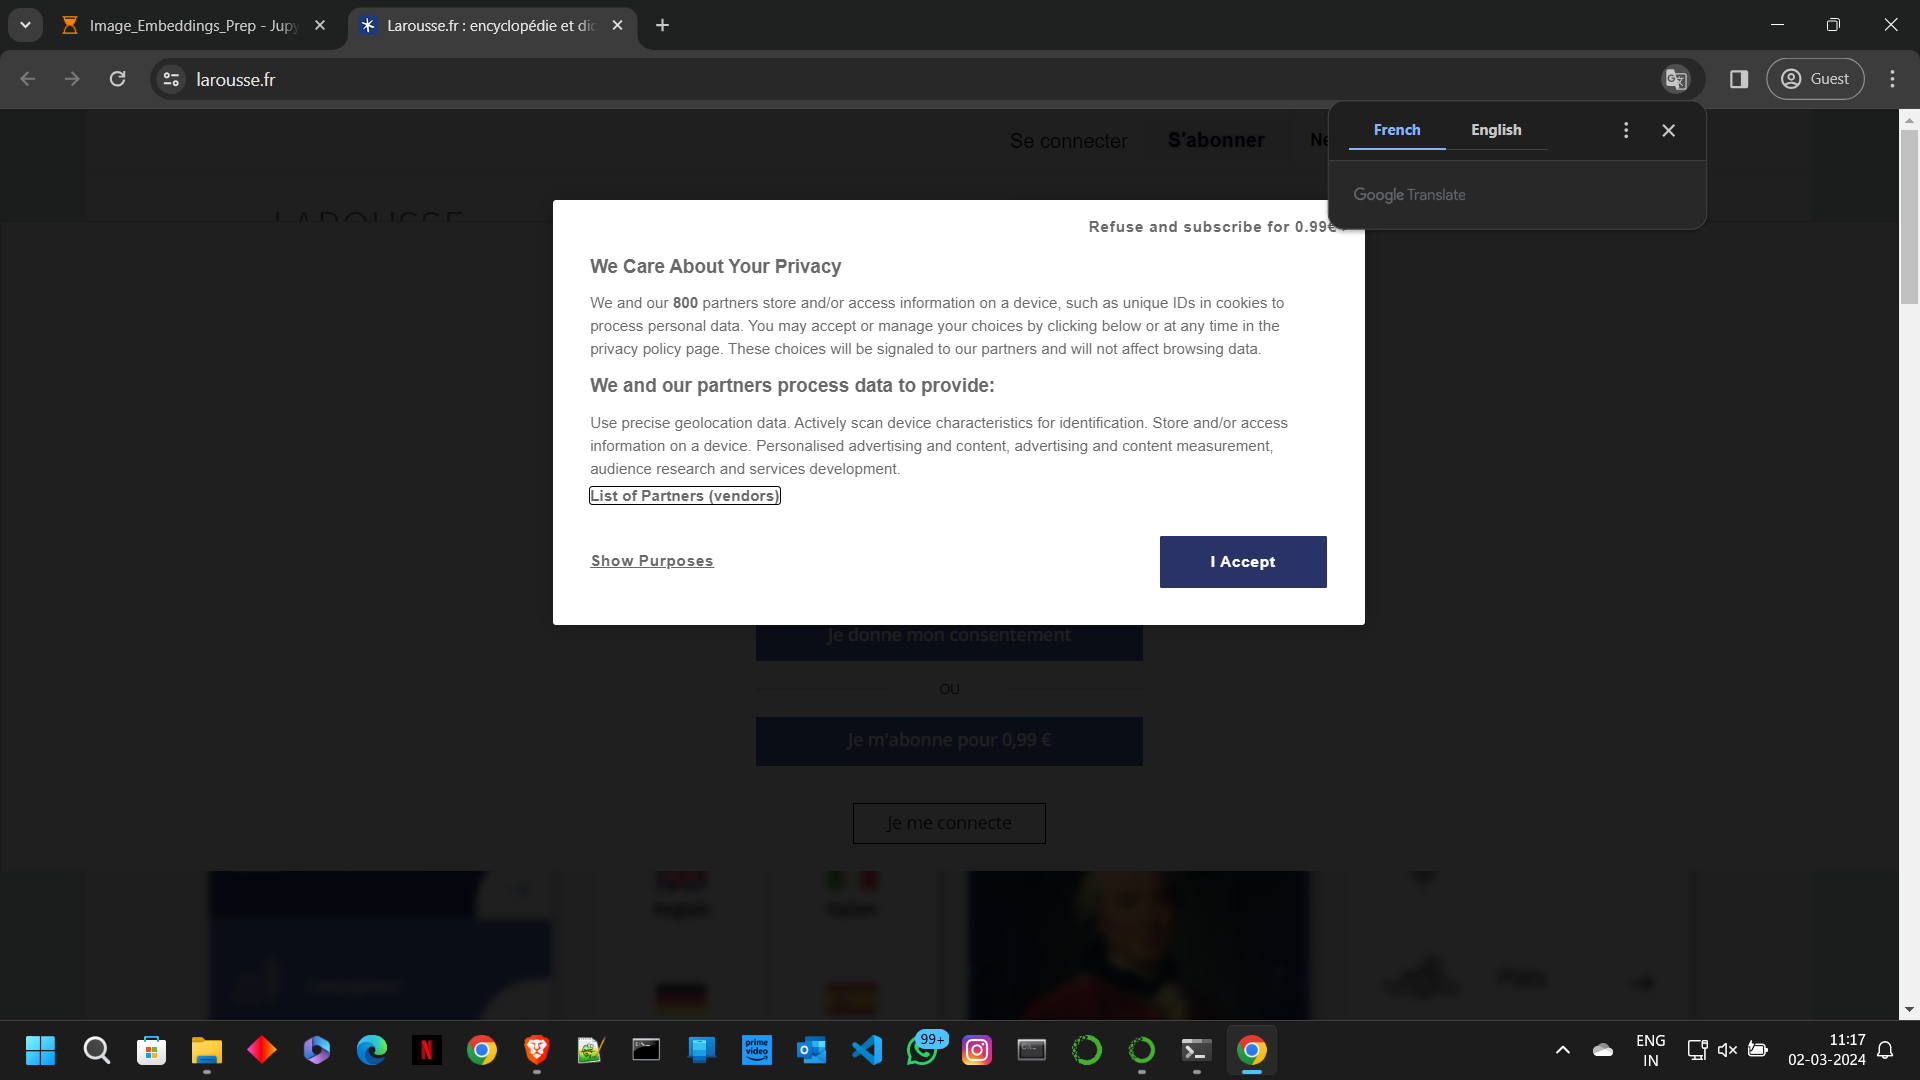 Image_Embeddings_Prep - Jupy
Larousse.fr : encyclopédie et dic
larousse.fr
Guest
French
English
Google Translate
Se connecter
S'abonner
Ne
LAROUSSE
Refuse and subscribe for 0.99€
We Care About Your Privacy
We and our 800 partners store and/or access information on a device, such as unique IDs in cookies to
process personal data. You may accept or manage your choices by clicking below or at any time in the
privacy policy page. These choices will be signaled to our partners and will not affect browsing data.
We and our partners process data to provide:
Use precise geolocation data. Actively scan device characteristics for identification. Store and/or access
information on a device. Personalised advertising and content, advertising and content measurement,
audience research and services development.
List of Partners (vendors)
Show Purposes
I Accept
Je donne mon consentement
OU
Je m'abonne pour 0,99 €
Je me connecte
Anglais
Italien
Plats
N
prime
video
99+
ENG
IN
11:17
02-03-2024